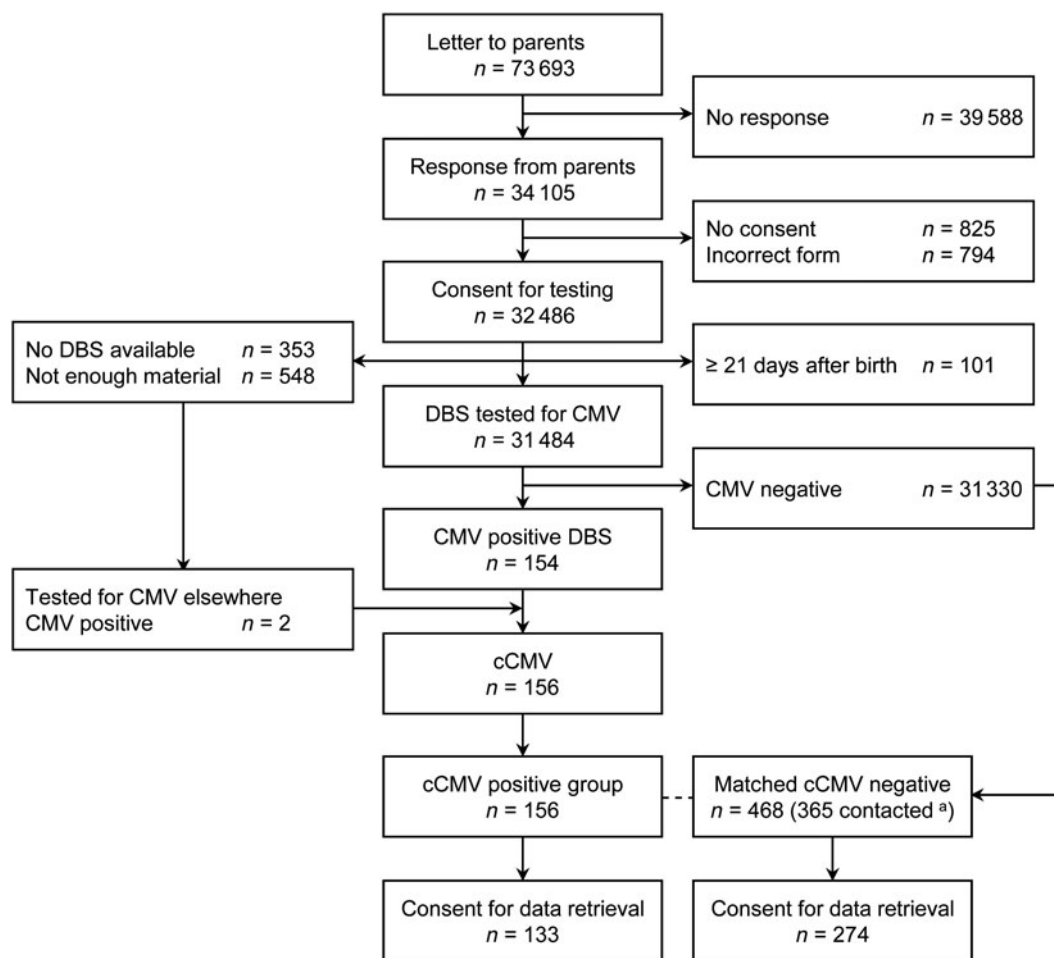 Letter to parents
n = 73 693
No response n = 39 588
Response from parents
n = 34 105
No consent n = 825
Incorrect form n = 794
Consent for testing
n = 32 486
No DBS available n = 353
Not enough material n = 548
≥ 21 days after birth n = 101
DBS tested for CMV
n = 31 484
CMV negative n = 31 330
CMV positive DBS
n = 154
Tested for CMV elsewhere
CMV positive n = 2
cCMV
n = 156
cCMV positive group
n = 156
Matched cCMV negative
n = 468 (365 contacted ᵃ)
Consent for data retrieval
n = 133
Consent for data retrieval
n = 274